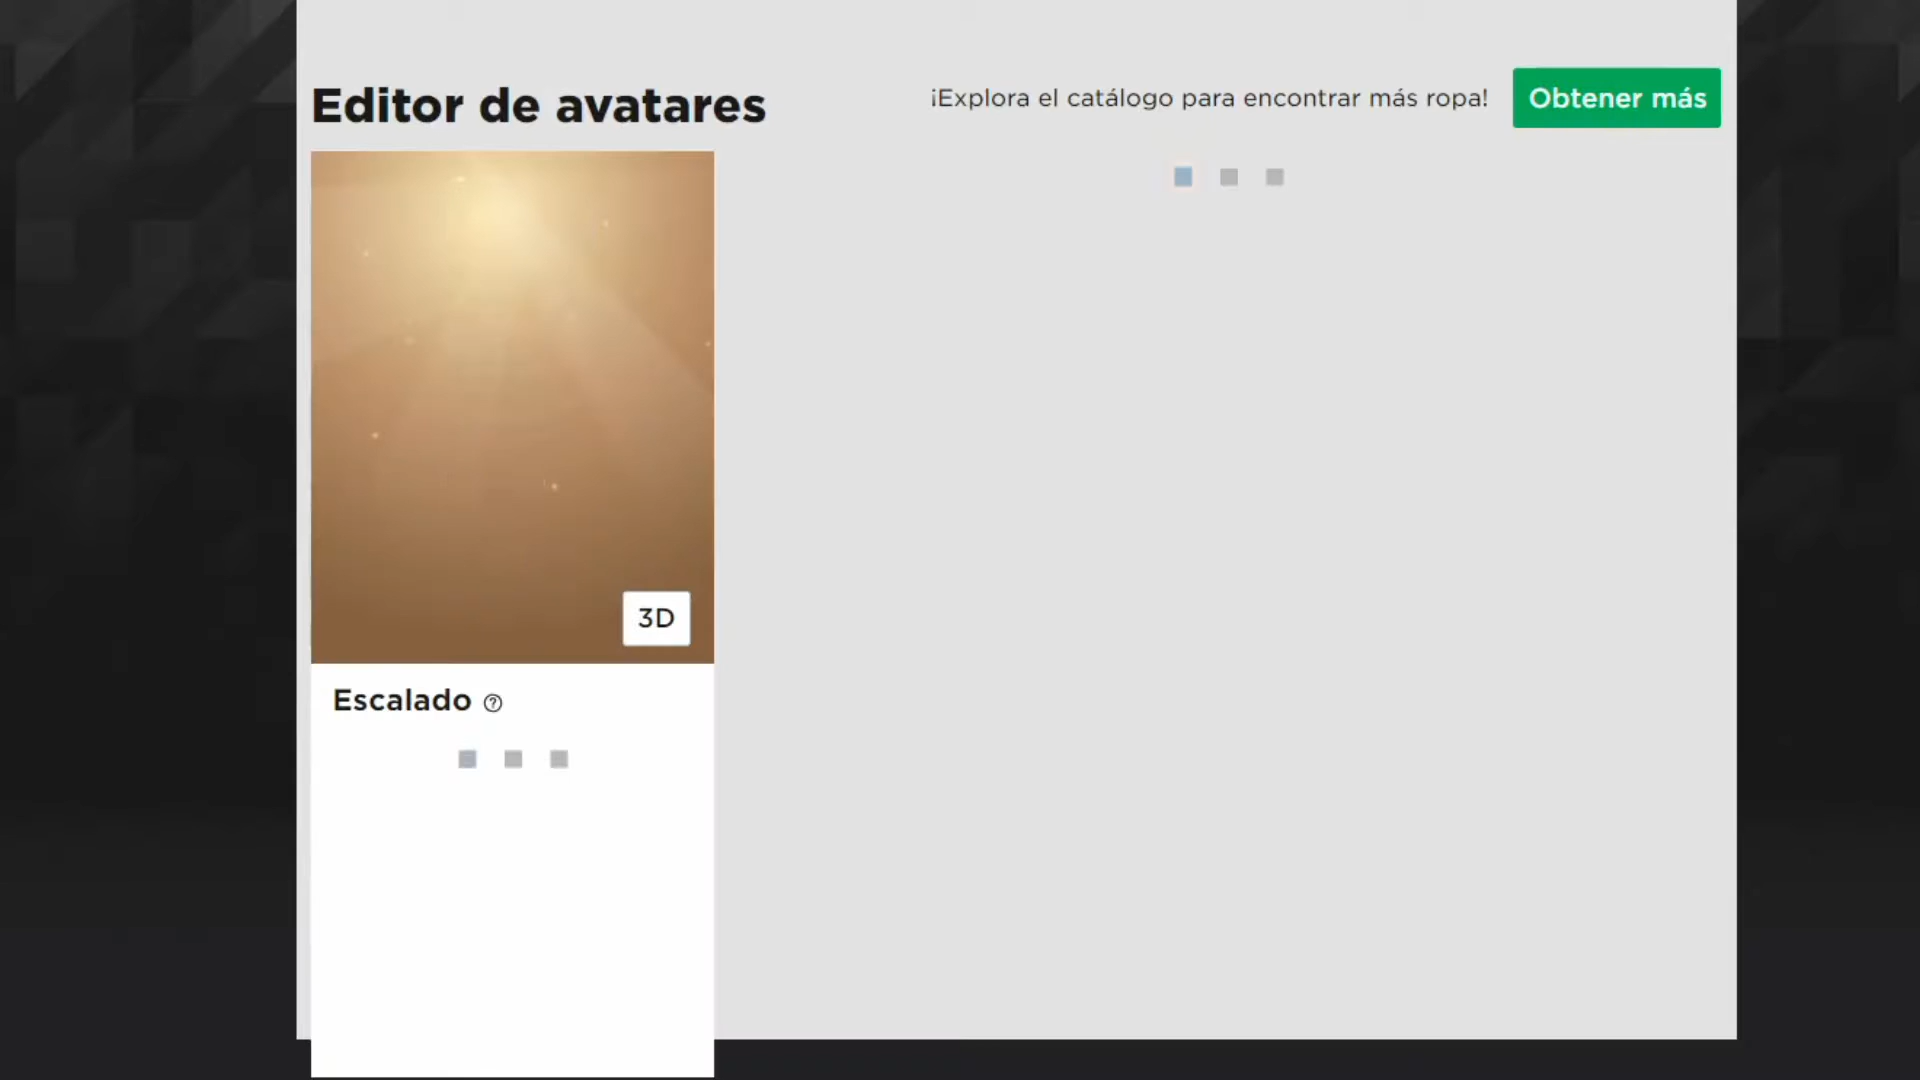 Editor de avatares
¡Explora el catálogo para encontrar más ropa!
Obtener más
3D
Escalado